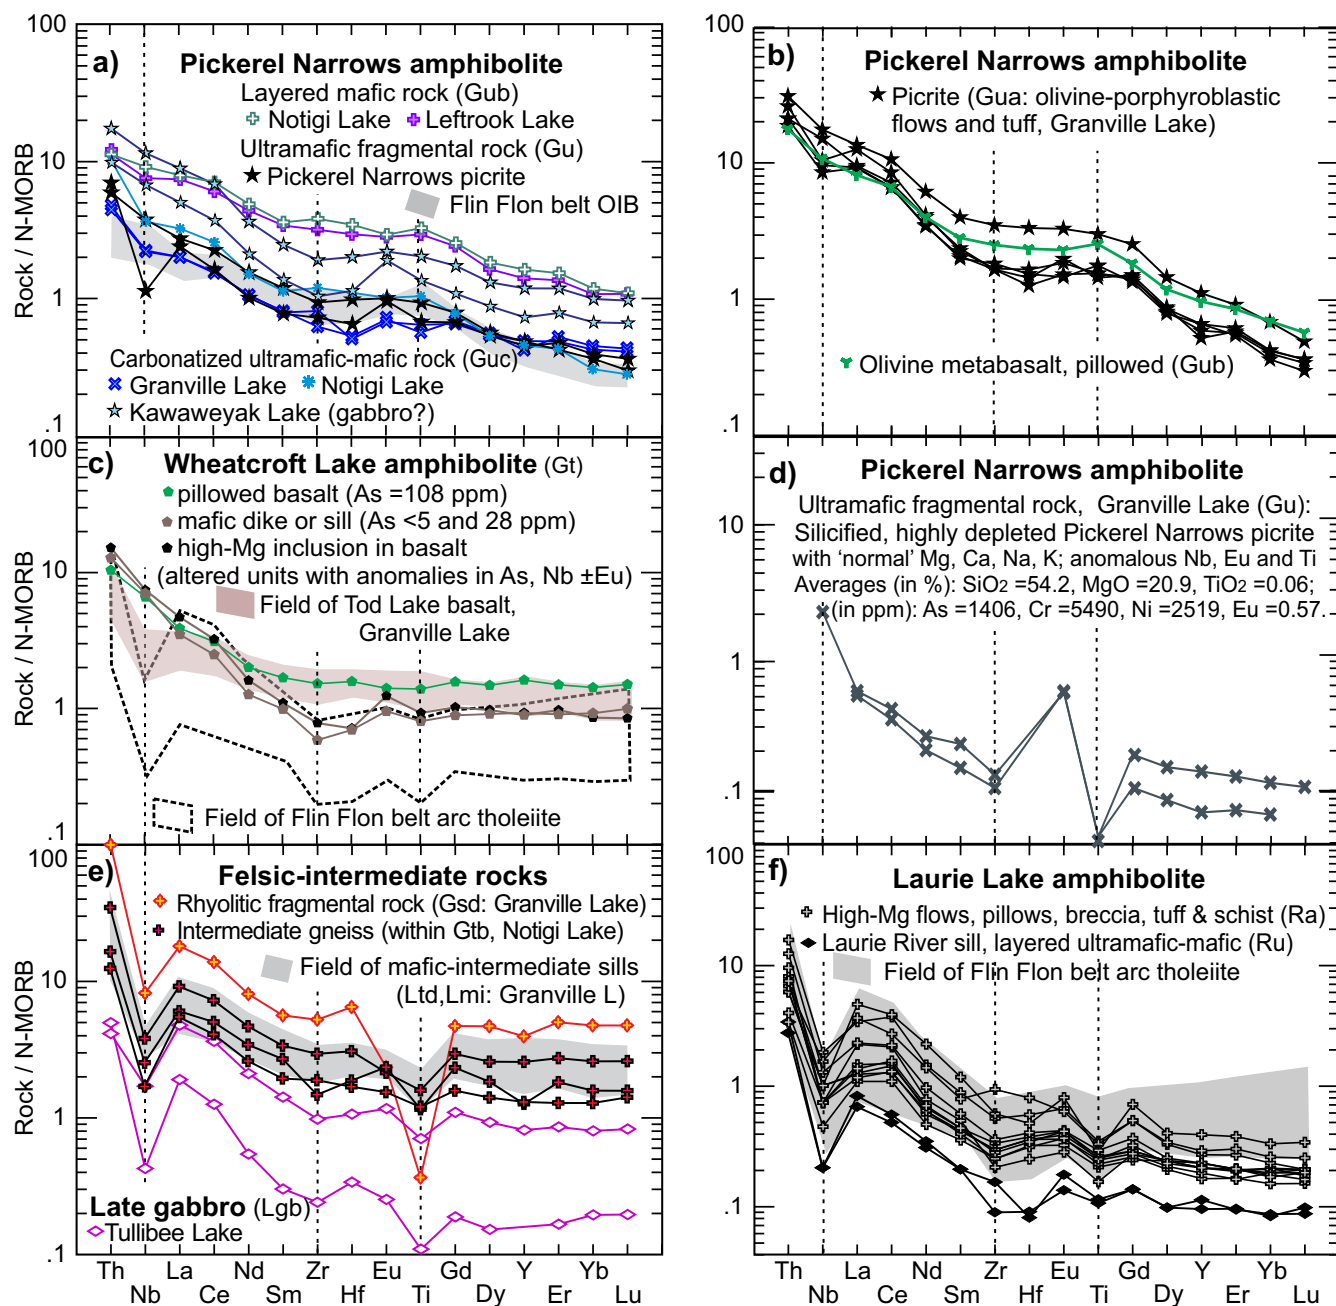 100
a)
Pickerel Narrows amphibolite
Layered mafic rock (Gub)
Notigi Lake
Leftrook Lake
Ultramafic fragmental rock (Gu)
Pickerel Narrows picrite
Flin Flon belt OIB
10
Rock / N-MORB
1
Carbonatized ultramafic-mafic rock (Guc)
Granville Lake
Notigi Lake
Kawaweyak Lake (gabbro?)
.1
100
b)
Pickerel Narrows amphibolite
Picrite (Gua: olivine-porphyroblastic
flows and tuff, Granville Lake)
10
1
Olivine metabasalt, pillowed (Gub)
.1
100
c)
Wheatcroft Lake amphibolite (Gt)
pillowed basalt (As =108 ppm)
mafic dike or sill (As <5 and 28 ppm)
high-Mg inclusion in basalt
(altered units with anomalies in As, Nb ±Eu)
Field of Tod Lake basalt,
Granville Lake
10
Rock / N-MORB
1
Field of Flin Flon belt arc tholeiite
.1
d)
Pickerel Narrows amphibolite
Ultramafic fragmental rock, Granville Lake (Gu):
Silicified, highly depleted Pickerel Narrows picrite
with ‘normal’ Mg, Ca, Na, K; anomalous Nb, Eu and Ti
Averages (in %): SiO2 =54.2, MgO =20.9, TiO2 =0.06;
(in ppm): As =1406, Cr =5490, Ni =2519, Eu =0.57.
10
1
.1
100
e)
Felsic-intermediate rocks
Rhyolitic fragmental rock (Gsd: Granville Lake)
Intermediate gneiss (within Gtb, Notigi Lake)
Field of mafic-intermediate sills
(Ltd,Lmi: Granville L)
10
Rock / N-MORB
1
Late gabbro (Lgb)
Tullibee Lake
.1
Th Nb La Ce Nd Sm Zr Hf Eu Ti Gd Dy Y Er Yb Lu
100
f)
Laurie Lake amphibolite
High-Mg flows, pillows, breccia, tuff & schist (Ra)
Laurie River sill, layered ultramafic-mafic (Ru)
Field of Flin Flon belt arc tholeiite
10
1
.1
Th Nb La Ce Nd Sm Zr Hf Eu Ti Gd Dy Y Er Yb Lu